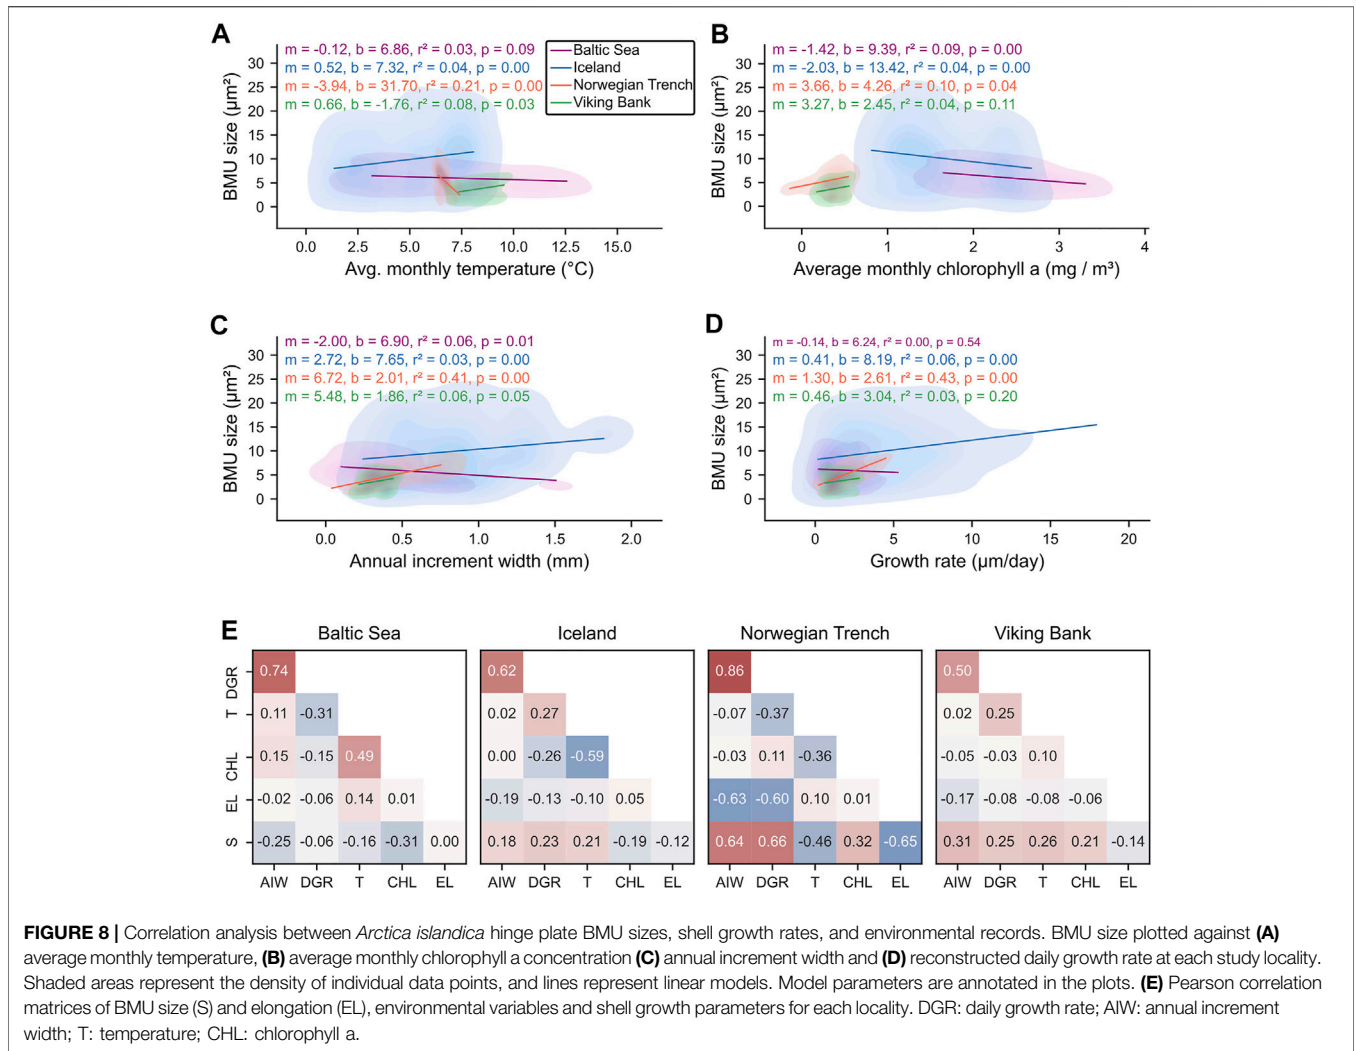 A
m = -0.12, b = 6.86, r² = 0.03, p = 0.09
m = 0.52, b = 7.32, r² = 0.04, p = 0.00
m = -3.94, b = 31.70, r² = 0.21, p = 0.00
m = 0.66, b = -1.76, r² = 0.08, p = 0.03
Baltic Sea
Iceland
Norwegian Trench
Viking Bank
BMU size (µm²)
30
25
20
15
10
5
0
0.0 2.5 5.0 7.5 10.0 12.5 15.0
Avg. monthly temperature (°C)
B
m = -1.42, b = 9.39, r² = 0.09, p = 0.00
m = -2.03, b = 13.42, r² = 0.04, p = 0.00
m = 3.66, b = 4.26, r² = 0.10, p = 0.04
m = 3.27, b = 2.45, r² = 0.04, p = 0.11
BMU size (µm²)
30
25
20
15
10
5
0
0 1 2 3 4
Average monthly chlorophyll a (mg / m³)
C
m = -2.00, b = 6.90, r² = 0.06, p = 0.01
m = 2.72, b = 7.65, r² = 0.03, p = 0.00
m = 6.72, b = 2.01, r² = 0.41, p = 0.00
m = 5.48, b = 1.86, r² = 0.06, p = 0.05
BMU size (µm²)
30
25
20
15
10
5
0
0.0 0.5 1.0 1.5 2.0
Annual increment width (mm)
D
m = -0.14, b = 6.24, r² = 0.00, p = 0.54
m = 0.41, b = 8.19, r² = 0.06, p = 0.00
m = 1.30, b = 2.61, r² = 0.43, p = 0.00
m = 0.46, b = 3.04, r² = 0.03, p = 0.20
BMU size (µm²)
30
25
20
15
10
5
0
0 5 10 15 20
Growth rate (µm/day)
E
Baltic Sea
DGR 0.74
T 0.11 -0.31
CHL 0.15 -0.15 0.49
EL -0.02 -0.06 0.14 0.01
S -0.25 -0.06 -0.16 -0.31 0.00
AIW DGR T CHL EL
Iceland
0.62
0.02 0.27
0.00 -0.26 -0.59
-0.19 -0.13 -0.10 0.05
0.18 0.23 0.21 -0.19 -0.12
AIW DGR T CHL EL
Norwegian Trench
0.86
-0.07 -0.37
-0.03 0.11 -0.36
-0.63 -0.60 0.10 0.01
0.64 0.66 -0.46 0.32 -0.65
AIW DGR T CHL EL
Viking Bank
0.50
0.02 0.25
-0.05 -0.03 0.10
-0.17 -0.08 -0.08 -0.06
0.31 0.25 0.26 0.21 -0.14
AIW DGR T CHL EL
FIGURE 8 | Correlation analysis between Arctica islandica hinge plate BMU sizes, shell growth rates, and environmental records. BMU size plotted against (A)
average monthly temperature, (B) average monthly chlorophyll a concentration (C) annual increment width and (D) reconstructed daily growth rate at each study locality.
Shaded areas represent the density of individual data points, and lines represent linear models. Model parameters are annotated in the plots. (E) Pearson correlation
matrices of BMU size (S) and elongation (EL), environmental variables and shell growth parameters for each locality. DGR: daily growth rate; AIW: annual increment
width; T: temperature; CHL: chlorophyll a.